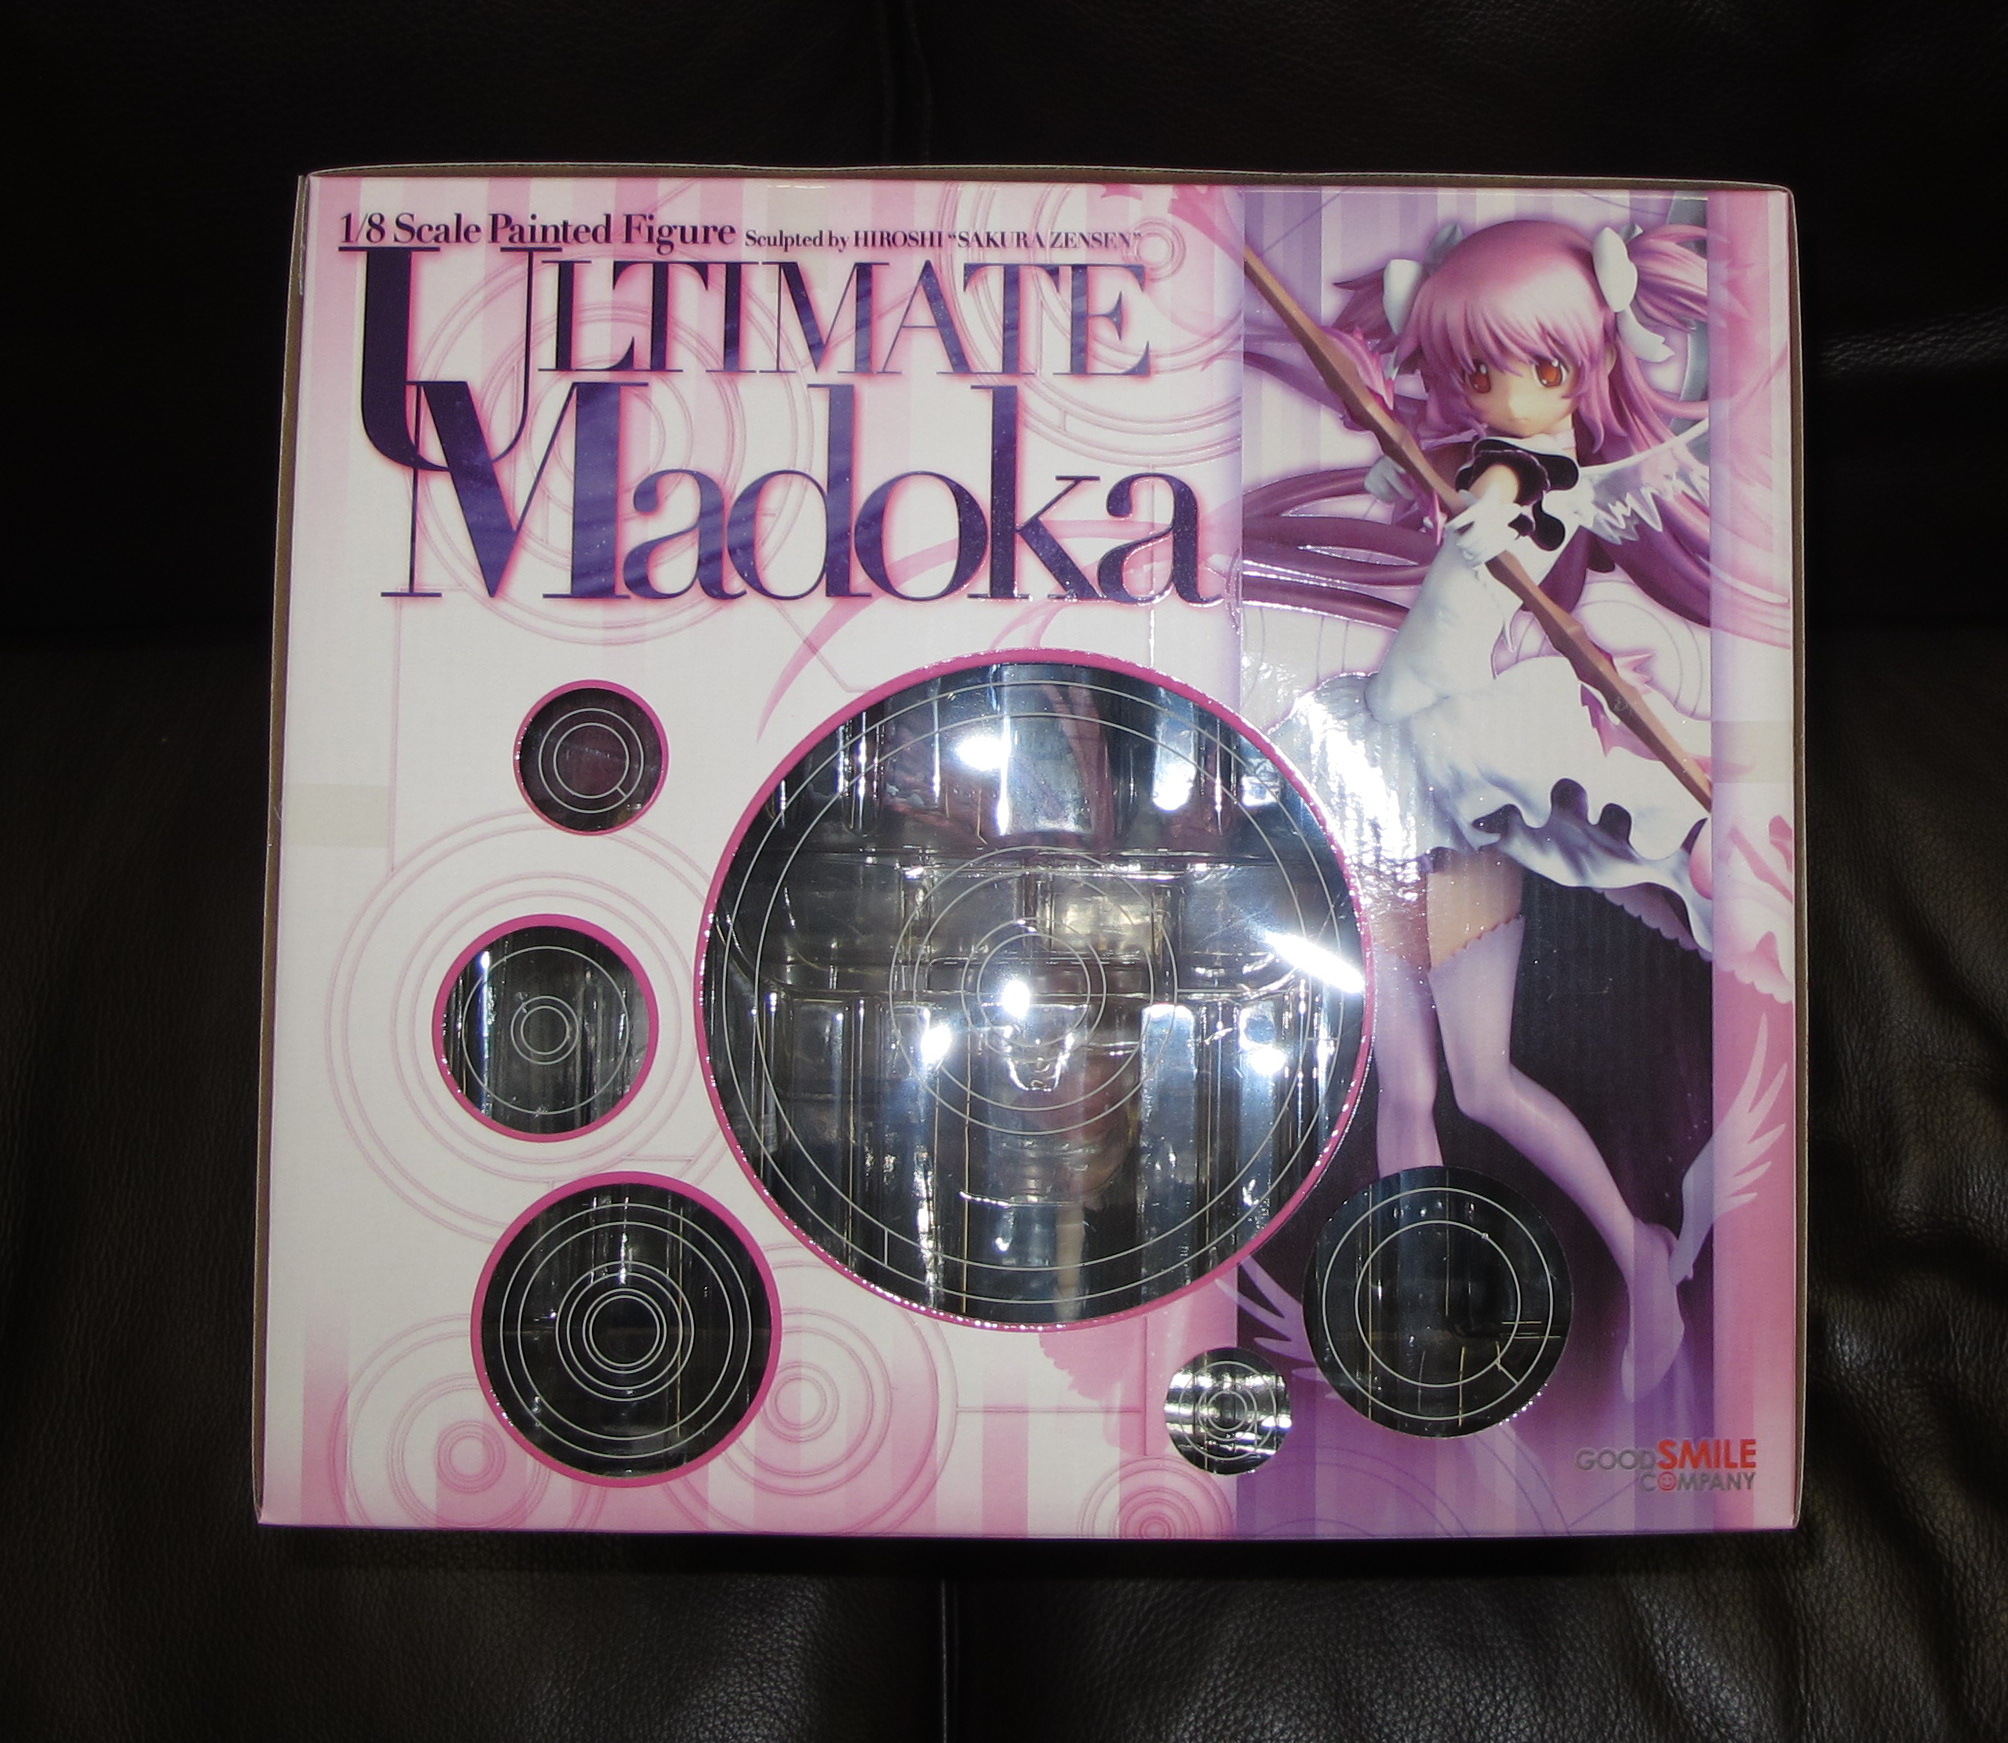 1/8 Scale Painted Figure Sculpted by HIROSHI "SAKURA ZENSEN"
ULTIMATE
Madoka
GOOD SMILE
COMPANY